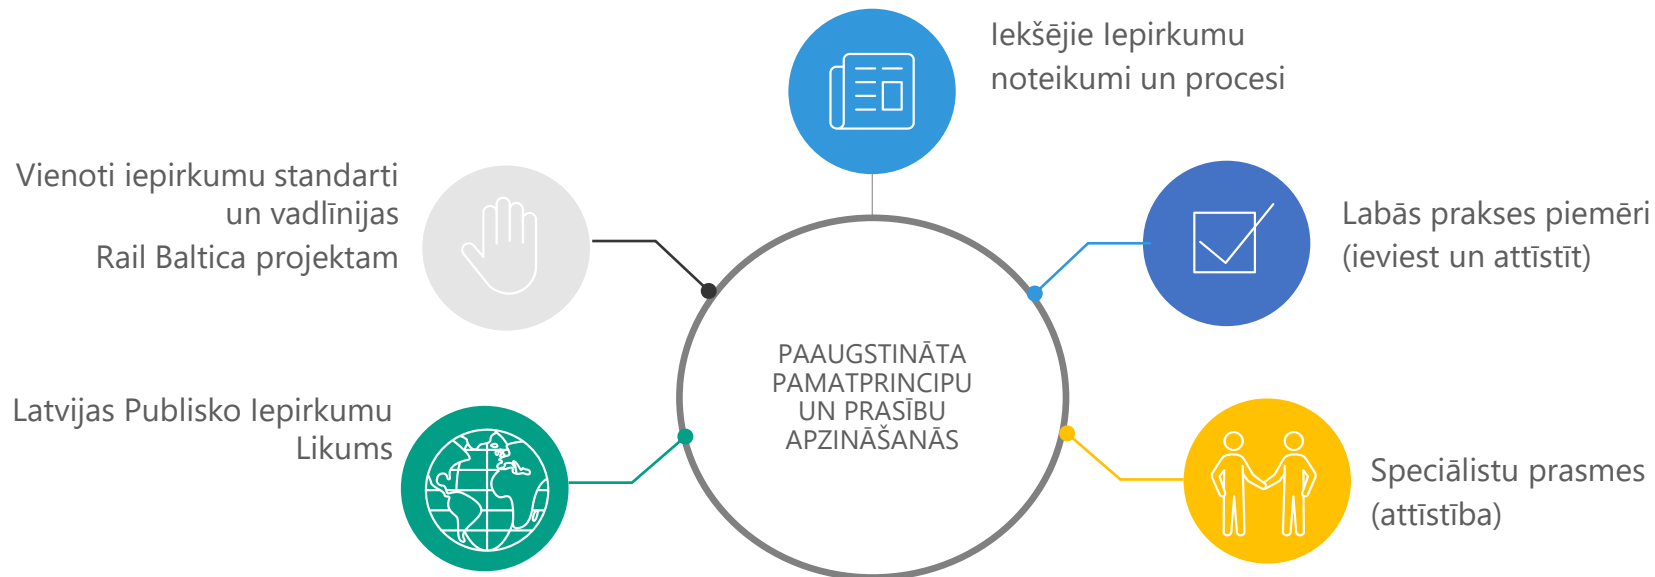 Iekšējie Iepirkumu
noteikumi un procesi
Vienoti iepirkumu standarti
un vadlīnijas
Rail Baltica projektam
Labās prakses piemēri
(ieviest un attīstīt)
PAAUGSTINĀTA
PAMATPRINCIPU
UN PRASĪBU
APZINĀŠANĀS
Latvijas Publisko Iepirkumu
Likums
Speciālistu prasmes
(attīstība)